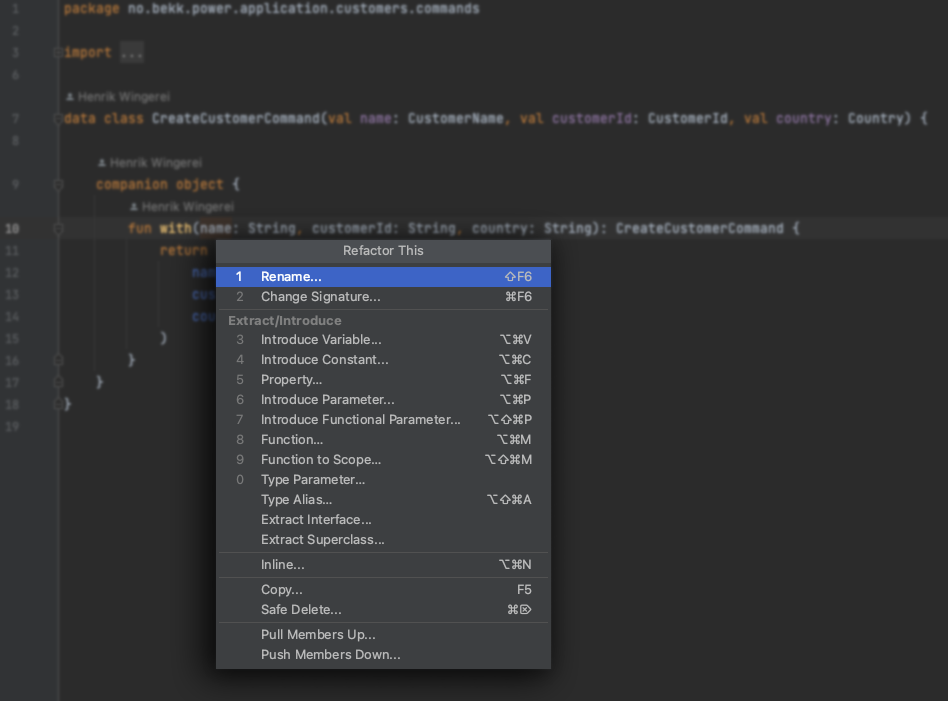 1 package no.bekk.power.application.customers.commands
2
3 import ...
6
Henrik Wingerei
7 data class CreateCustomerCommand(val name: CustomerName, val customerId: CustomerId, val country: Country) {
8
Henrik Wingerei
9 companion object {
Henrik Wingerei
10 fun with(name: String, customerId: String, country: String): CreateCustomerCommand {
11 return
12
13
14
15 )
16 }
17 }
18 }
19
Refactor This
1 Rename... ⇧F6
2 Change Signature... ⌘F6
Extract/Introduce
3 Introduce Variable... ⌥⌘V
4 Introduce Constant... ⌥⌘C
5 Property... ⌥⌘F
6 Introduce Parameter... ⌥⌘P
7 Introduce Functional Parameter... ⌥⇧⌘P
8 Function... ⌥⌘M
9 Function to Scope... ⌥⇧⌘M
0 Type Parameter...
Type Alias... ⌥⇧⌘A
Extract Interface...
Extract Superclass...
Inline... ⌥⌘N
Copy... F5
Safe Delete... ⌘⌦
Pull Members Up...
Push Members Down...